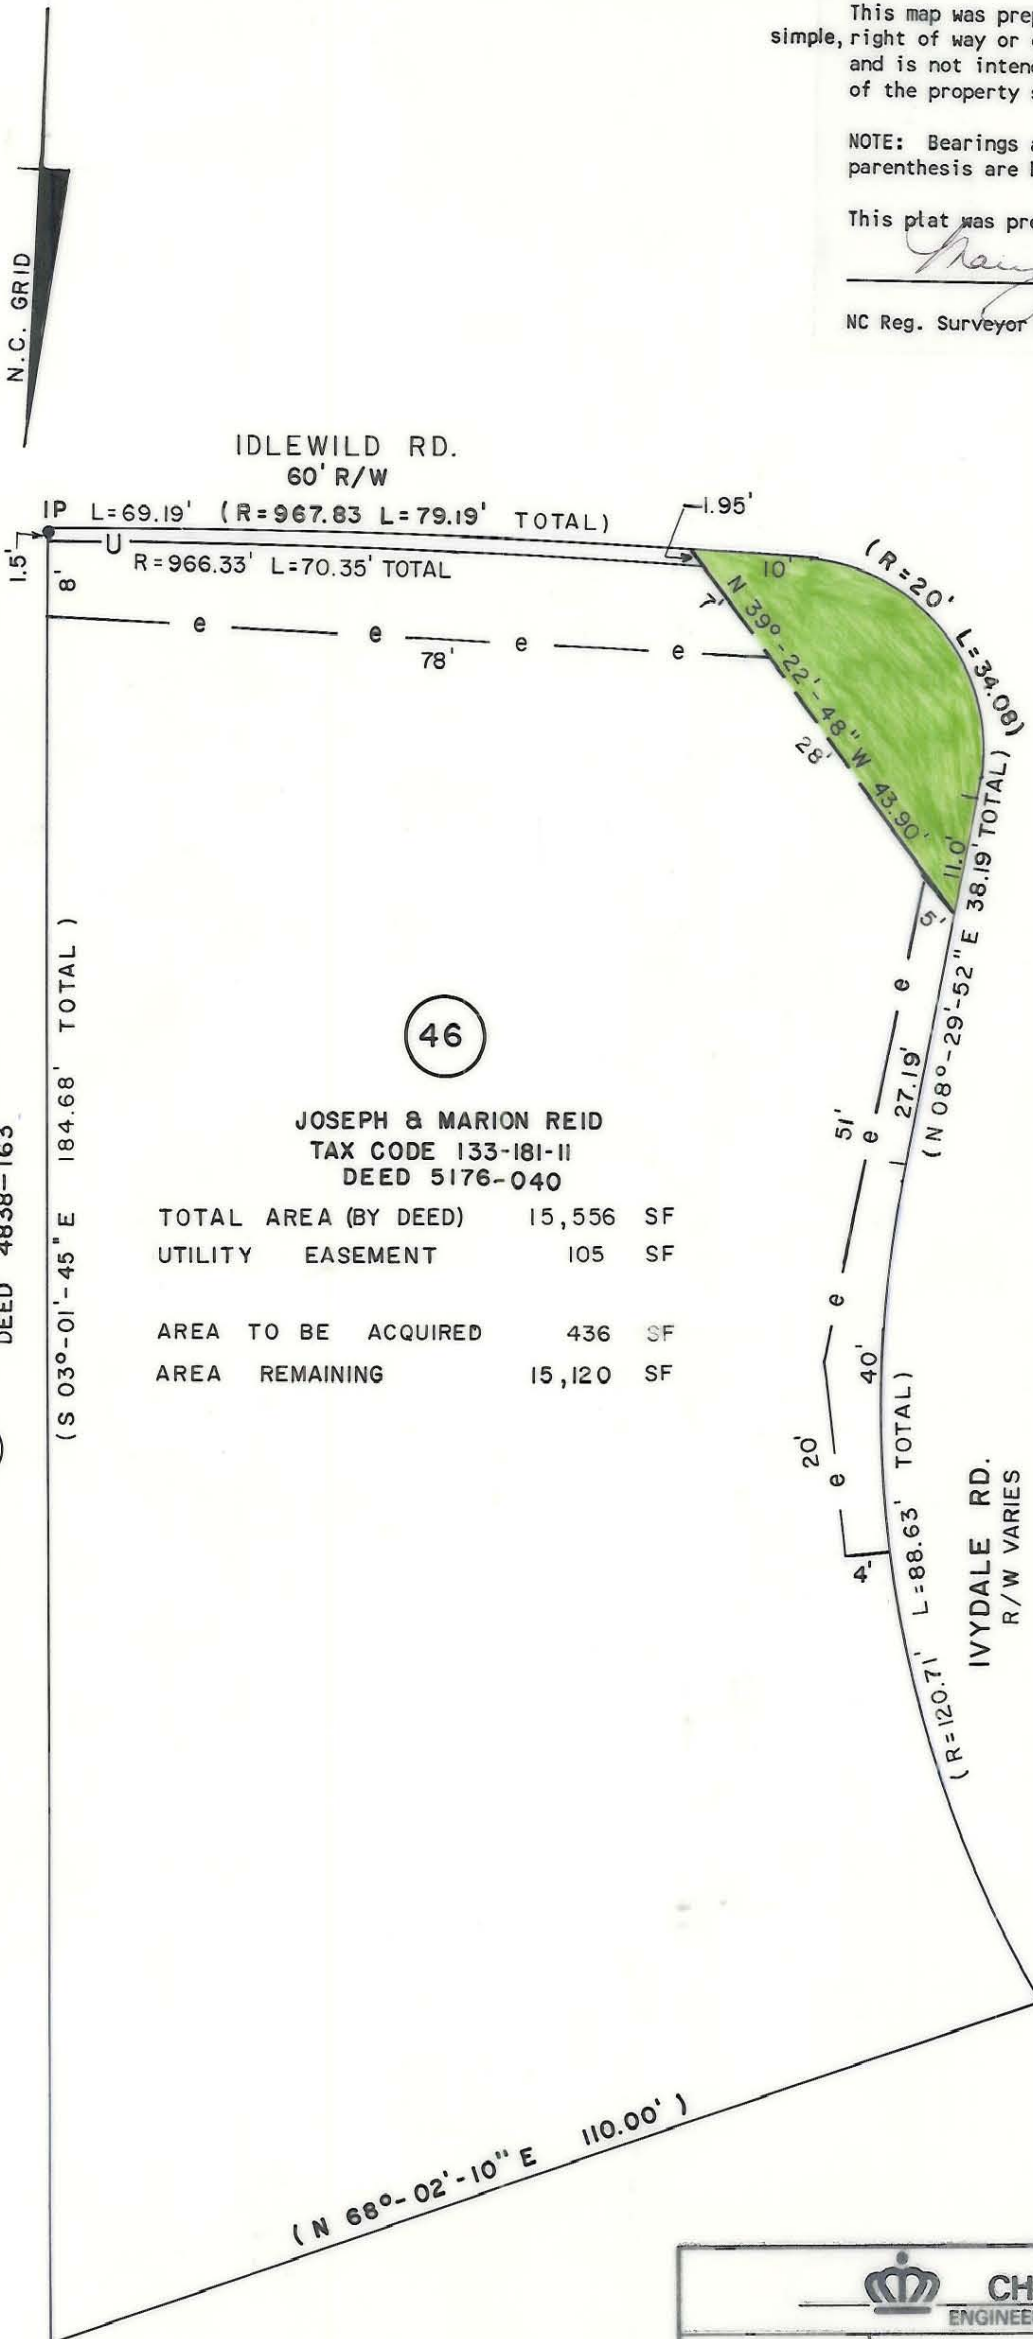 This map was prep
simple, right of way or
and is not inten
of the property
NOTE: Bearings
parenthesis are
This plat was pre
NC Reg. Surveyor
N.C. GRID
IDLEWILD RD.
60' R/W
IP L=69.19' (R=967.83 L=79.19' TOTAL)
1.95'
1.5'
U
R=966.33' L=70.35' TOTAL
8'
10'
(R=20' L=34.08)
7'
N 39°-22'-48" W 43.90'
e e e e
78'
28'
11.0'
5'
(N 08°-29'-52" E 38.19' TOTAL)
27.19'
51'
e e e e
40'
20'
4'
(S 03°-01'-45" E 184.68' TOTAL)
DEED 4838-163
46
JOSEPH & MARION REID
TAX CODE 133-181-11
DEED 5176-040
TOTAL AREA (BY DEED) 15,556 SF
UTILITY EASEMENT 105 SF
AREA TO BE ACQUIRED 436 SF
AREA REMAINING 15,120 SF
(R=120.71' L=88.63' TOTAL)
IVYDALE RD.
R/W VARIES
(N 68°-02'-10" E 110.00')
CH
ENGINEE